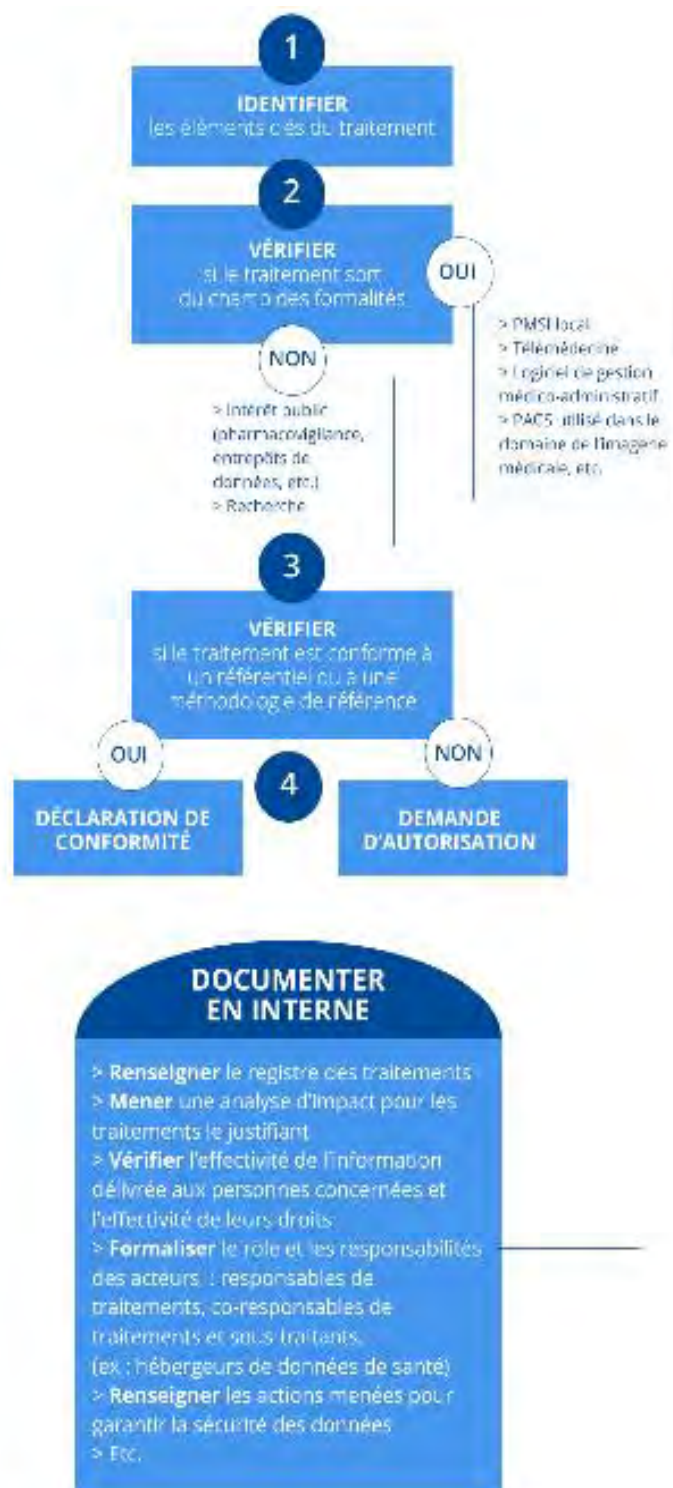 1
IDENTIFIER
les éléments clés du traitement
2
VÉRIFIER
si le traitement sort
du champ des formalités
OUI
> PMSI local
> Télémédecine
> Logiciel de gestion
médico-administratif
> PACS utilisé dans le
domaine de l'imagerie
médicale, etc.
NON
> Intérêt public
(pharmacovigilance,
entrepôts de
données, etc.)
> Recherche
3
VÉRIFIER
si le traitement est conforme à
un référentiel ou à une
méthodologie de référence
OUI
NON
4
DÉCLARATION DE
CONFORMITÉ
DEMANDE
D'AUTORISATION
DOCUMENTER
EN INTERNE
> Renseigner le registre des traitements
> Mener une analyse d'impact pour les
traitements le justifiant
> Vérifier l'effectivité de l'information
délivrée aux personnes concernées et
l'effectivité de leurs droits
> Formaliser le rôle et les responsabilités
des acteurs : responsables de
traitements, co-responsables de
traitements et sous-traitants.
(ex : hébergeurs de données de santé)
> Renseigner les actions menées pour
garantir la sécurité des données
> Etc.